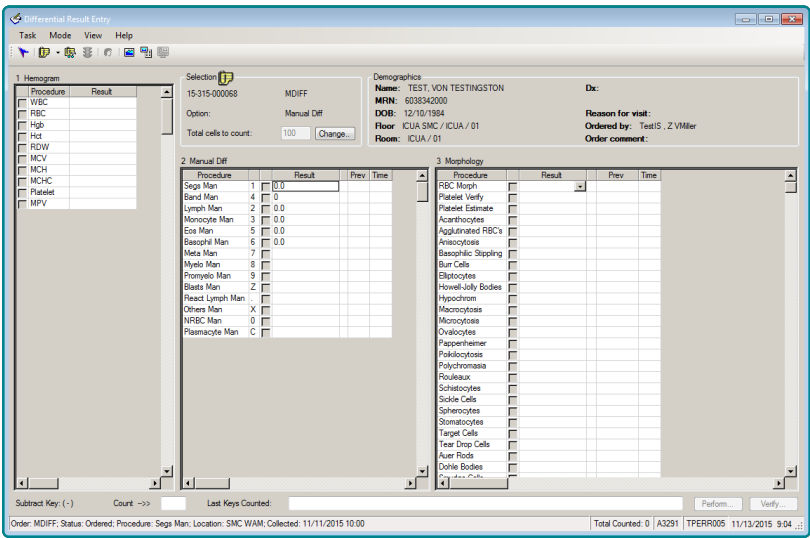 Differential Result Entry
Task Mode View Help
1 Hemogram
Procedure Result
WBC
RBC
Hgb
Hct
RDW
MCV
MCH
MCHC
Platelet
MPV
Selection
15-315-000068 MDIFF
Option: Manual Diff
Total cells to count: 100 Change...
Demographics
Name: TEST, VON TESTINGSTON Dx:
MRN: 6038342000
DOB: 12/10/1984 Reason for visit:
Floor ICUA SMC / ICUA / 01 Ordered by: TestIS , Z VMiller
Room: ICUA / 01 Order comment:
2 Manual Diff
Procedure Result Prev Time
Segs Man 1 0.0
Band Man 4 0
Lymph Man 2 0.0
Monocyte Man 3 0.0
Eos Man 5 0.0
Basophil Man 6 0.0
Meta Man 7
Myelo Man 8
Promyelo Man 9
Blasts Man Z
React Lymph Man .
Others Man X
NRBC Man 0
Plasmacyte Man C
3 Morphology
Procedure Result Prev Time
RBC Morph
Platelet Verify
Platelet Estimate
Acanthocytes
Agglutinated RBC's
Anisocytosis
Basophilic Stippling
Burr Cells
Elliptocytes
Howell-Jolly Bodies
Hypochrom
Macrocytosis
Microcytosis
Ovalocytes
Pappenheimer
Poikilocytosis
Polychromasia
Rouleaux
Schistocytes
Sickle Cells
Spherocytes
Stomatocytes
Target Cells
Tear Drop Cells
Auer Rods
Dohle Bodies
Subtract Key: (-) Count -->> Last Keys Counted: Perform... Verify...
Order: MDIFF; Status: Ordered; Procedure: Segs Man; Location: SMC WAM; Collected: 11/11/2015 10:00 Total Counted: 0 A3291 TPERR005 11/13/2015 9:04